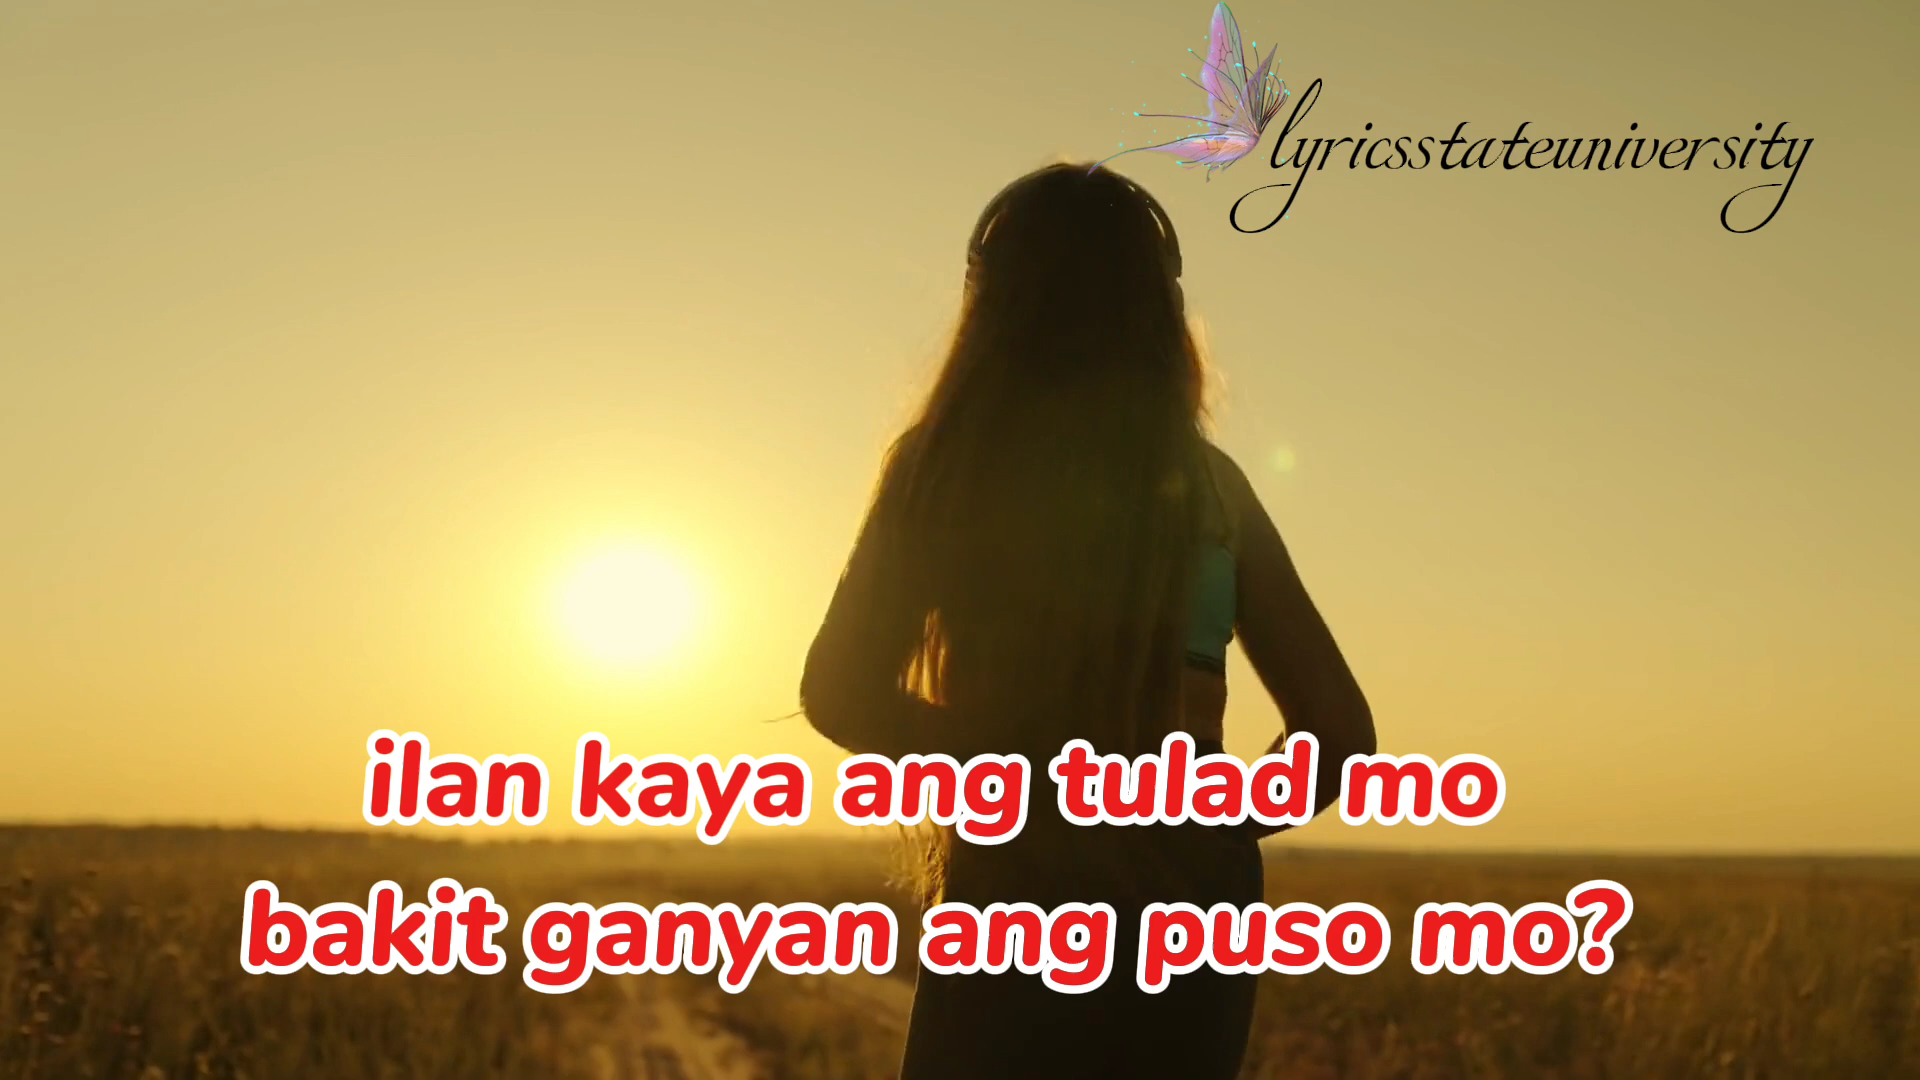 lyricsstateuniversity
ilan kaya ang tulad mo
bakit ganyan ang puso mo?